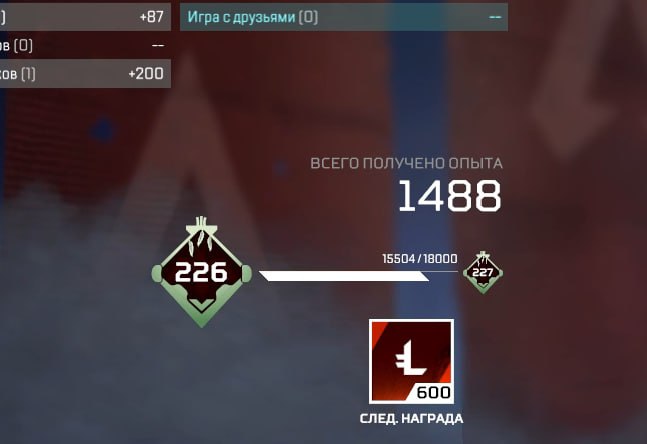 ) +87
Игра с друзьями (0) --
ов (0) --
ков (1) +200
ВСЕГО ПОЛУЧЕНО ОПЫТА
1488
15504/18000
226
227
600
СЛЕД. НАГРАДА